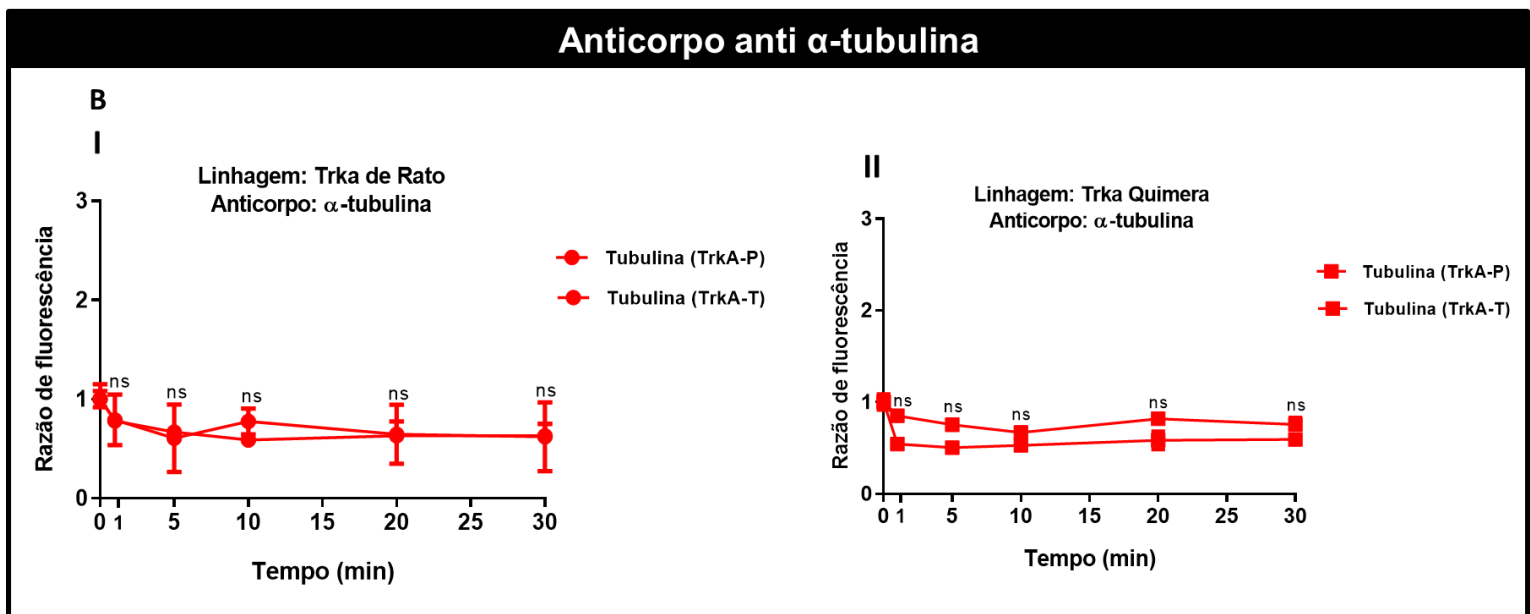 Anticorpo anti α-tubulina
B
I
Linhagem: Trka de Rato
Anticorpo: α-tubulina
Razão de fluorescência
3
2
1
0
ns
ns
ns
ns
ns
0 1 5 10 15 20 25 30
Tempo (min)
Tubulina (TrkA-P)
Tubulina (TrkA-T)
II
Linhagem: Trka Quimera
Anticorpo: α-tubulina
Razão de fluorescência
3
2
1
0
ns
ns
ns
ns
ns
0 1 5 10 15 20 25 30
Tempo (min)
Tubulina (TrkA-P)
Tubulina (TrkA-T)